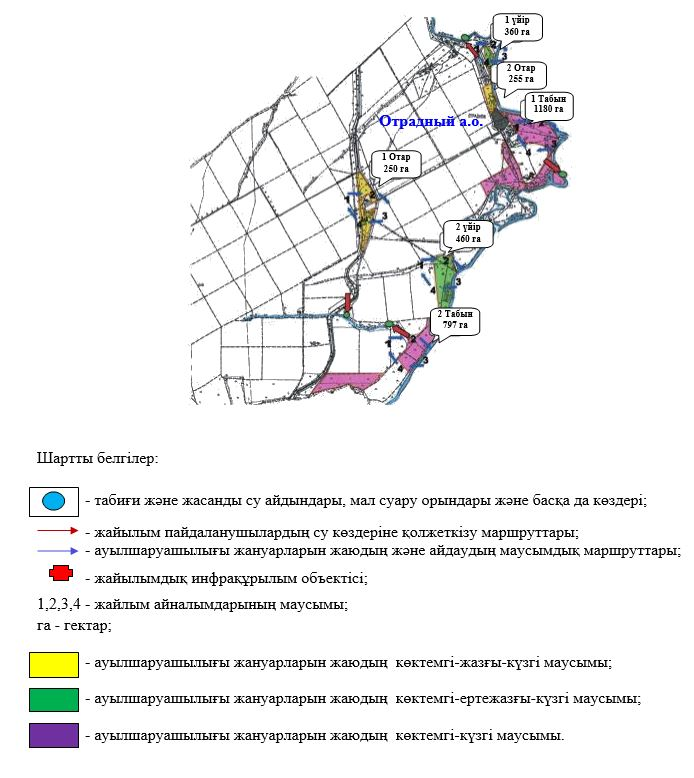 1 үйір
360 га
2 Отар
255 га
1 Табын
1180 га
Отрадный а.о.
1 Отар
250 га
2 үйір
460 га
2 Табын
797 га
Шартты белгілер:
- табиғи және жасанды су айдындары, мал суару орындары және басқа да көздері;
- жайылым пайдаланушылардың су көздеріне қолжеткізу маршруттары;
- ауылшаруашылығы жануарларын жаюдың және айдаудың маусымдық маршруттары;
- жайылымдық инфрақұрылым объектісі;
1,2,3,4 - жайлым айналымдарының маусымы;
га - гектар;
- ауылшаруашылығы жануарларын жаюдың көктемгі-жазғы-күзгі маусымы;
- ауылшаруашылығы жануарларын жаюдың көктемгі-ертежазғы-күзгі маусымы;
- ауылшаруашылығы жануарларын жаюдың көктемгі-күзгі маусымы.